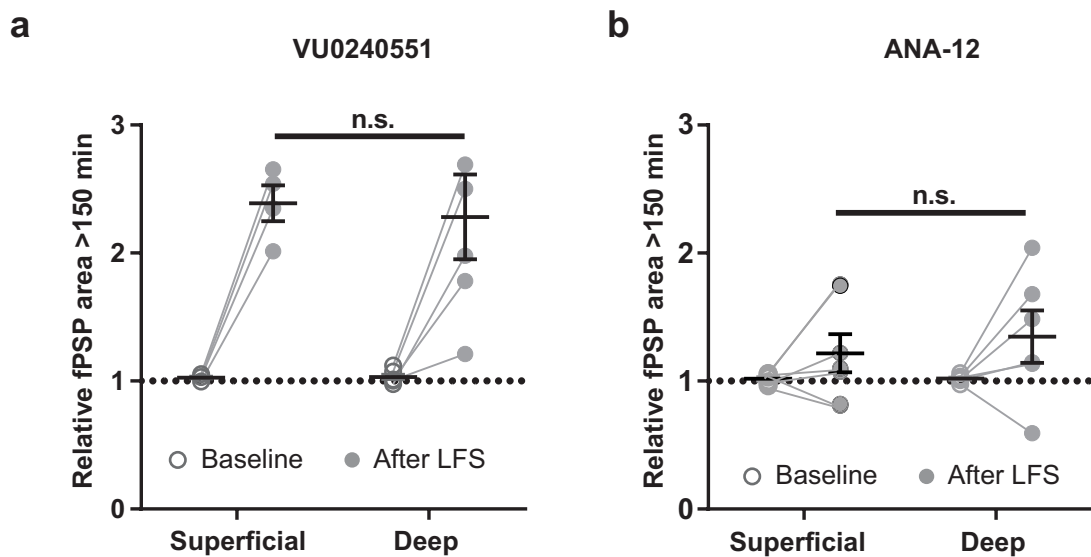 a
VU0240551
Relative fPSP area >150 min
3
2
1
0
n.s.
Baseline
After LFS
Superficial
Deep
b
ANA-12
Relative fPSP area >150 min
3
2
1
0
n.s.
Baseline
After LFS
Superficial
Deep